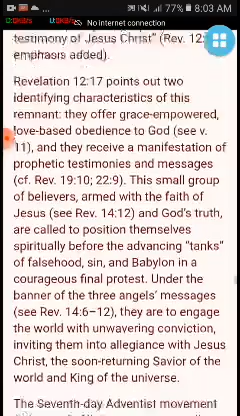 77% 8:03 AM
No internet connection
testimony of Jesus Christ" (Rev. 12:
emphasis added).
Revelation 12:17 points out two
identifying characteristics of this
remnant: they offer grace-empowered,
love-based obedience to God (see v.
11), and they receive a manifestation of
prophetic testimonies and messages
(cf. Rev. 19:10; 22:9). This small group
of believers, armed with the faith of
Jesus (see Rev. 14:12) and God's truth,
are called to position themselves
spiritually before the advancing "tanks"
of falsehood, sin, and Babylon in a
courageous final protest. Under the
banner of the three angels' messages
(see Rev. 14:6–12), they are to engage
the world with unwavering conviction,
inviting them into allegiance with Jesus
Christ, the soon-returning Savior of the
world and King of the universe.
The Seventh-day Adventist movement